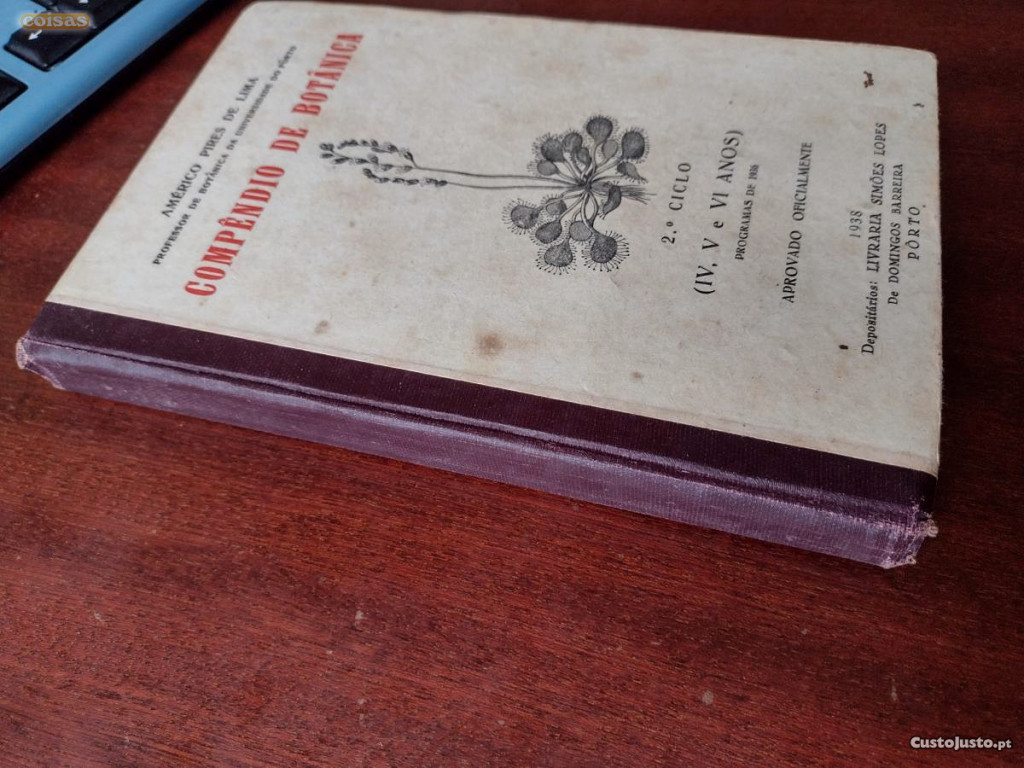 coisas
AMÉRICO PIRES DE LIMA
PROFESSOR DE BOTÂNICA DA UNIVERSIDADE DO PÔRTO
COMPÊNDIO DE BOTÂNICA
2.º CICLO
(IV, V e VI ANOS)
PROGRAMAS DE 1936
APROVADO OFICIALMENTE
1938
Depositários: LIVRARIA SIMÕES LOPES
De DOMINGOS BARREIRA
PÔRTO
CustoJusto.pt